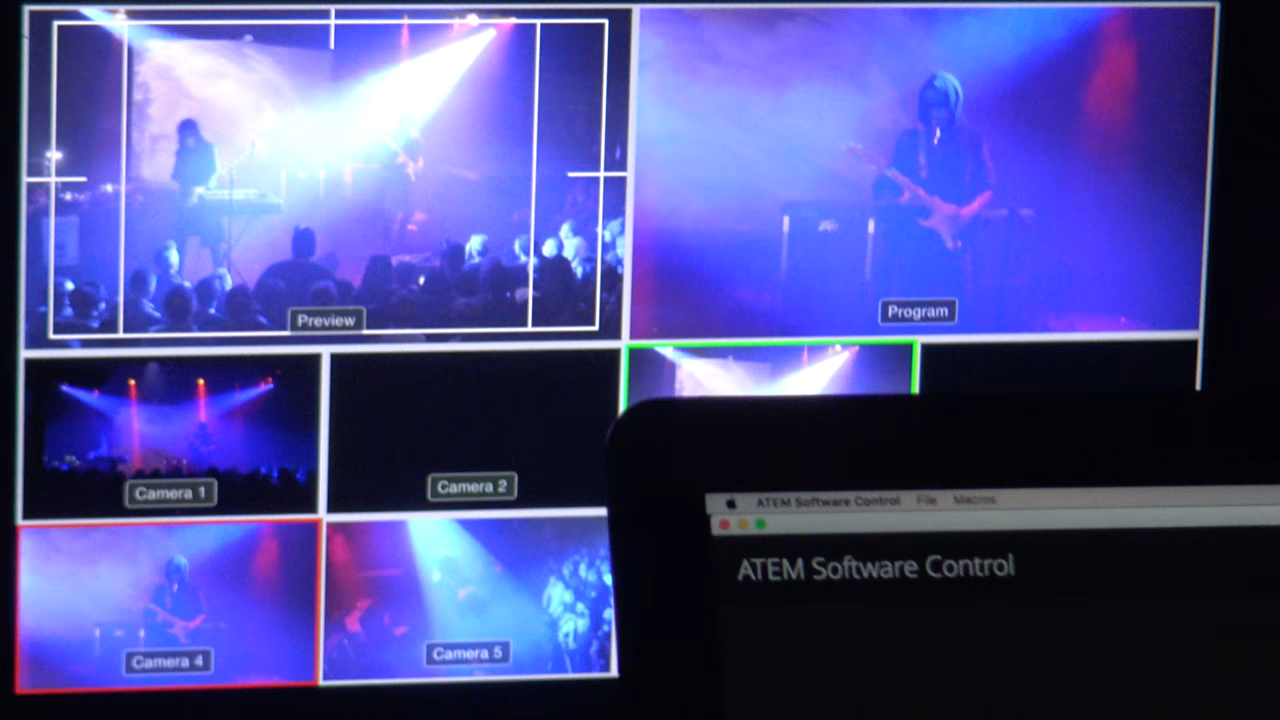 Preview
Program
Camera 1
Camera 2
Camera 4
Camera 5
ATEM Software Control File Macros
ATEM Software Control